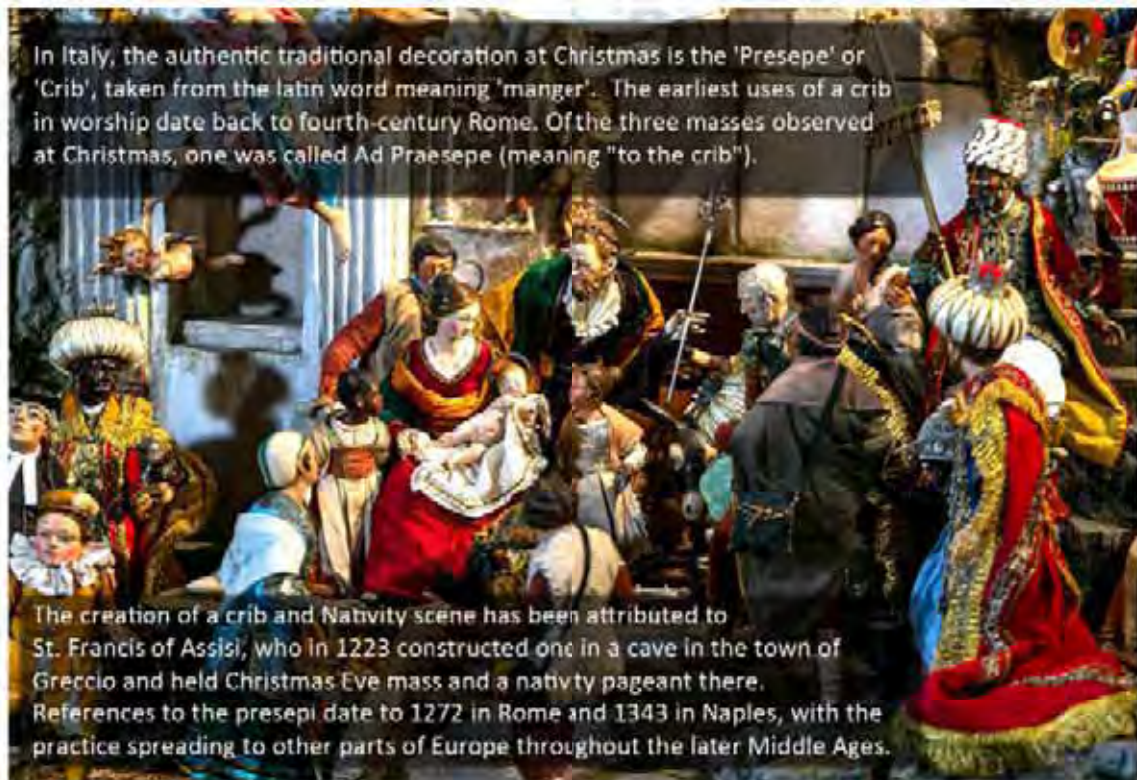 In Italy, the authentic traditional decoration at Christmas is the 'Presepe' or
'Crib', taken from the latin word meaning 'manger'.  The earliest uses of a crib
in worship date back to fourth-century Rome. Of the three masses observed
at Christmas, one was called Ad Praesepe (meaning "to the crib").
The creation of a crib and Nativity scene has been attributed to
St. Francis of Assisi, who in 1223 constructed one in a cave in the town of
Greccio and held Christmas Eve mass and a nativty pageant there.
References to the presepi date to 1272 in Rome and 1343 in Naples, with the
practice spreading to other parts of Europe throughout the later Middle Ages.